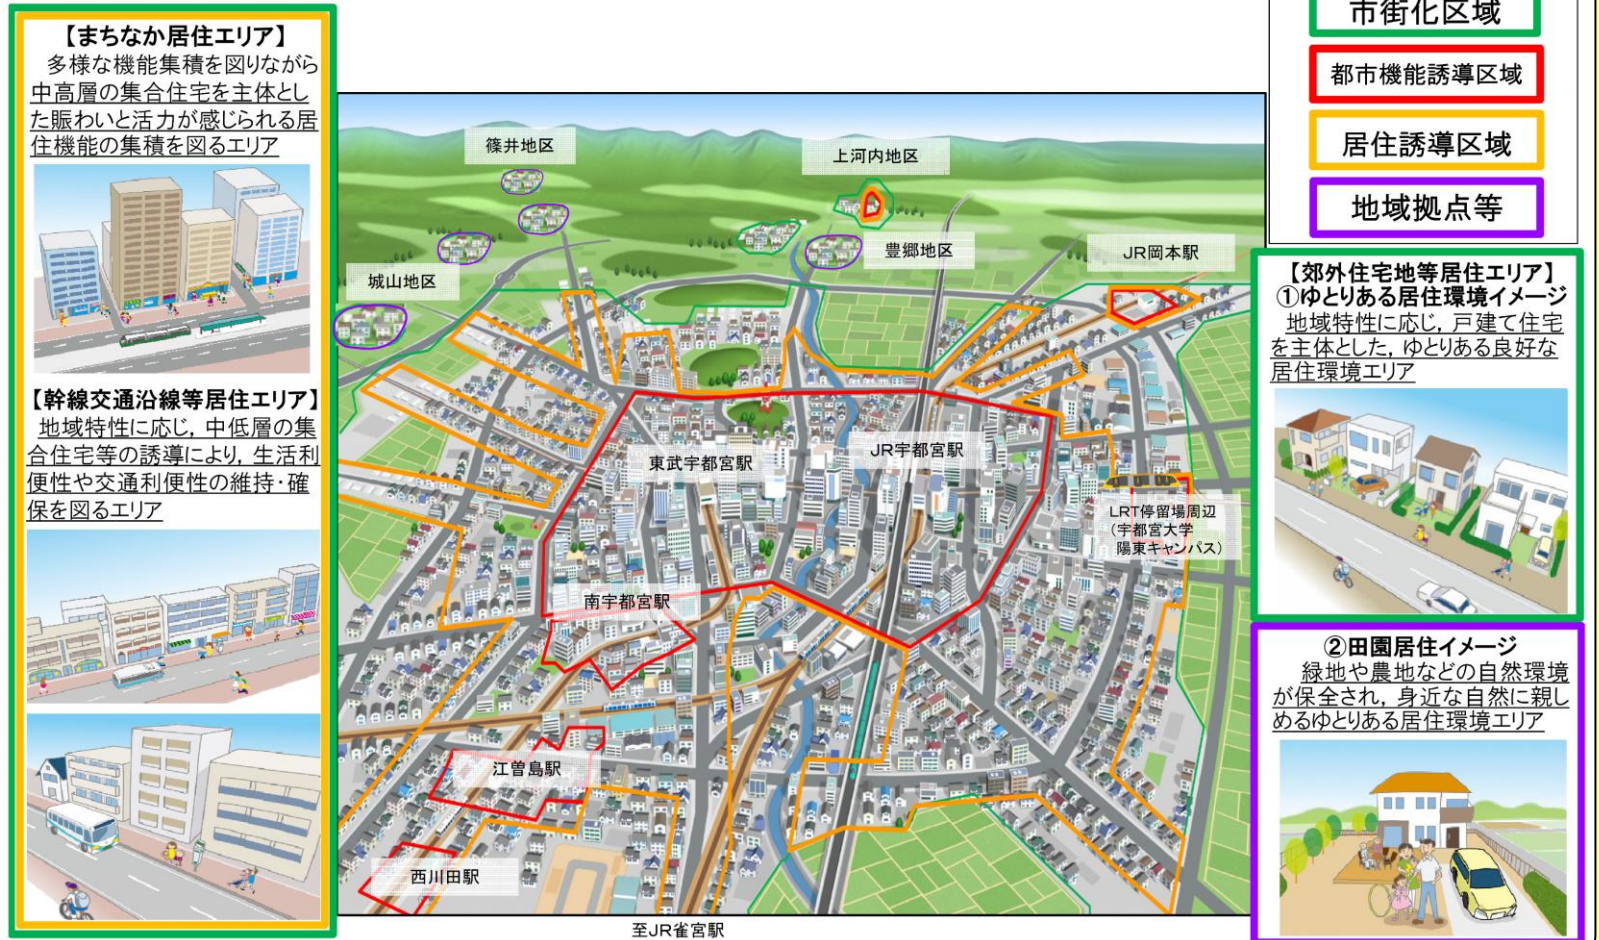 【まちなか居住エリア】
多様な機能集積を図りながら
中高層の集合住宅を主体とし
た賑わいと活力が感じられる居
住機能の集積を図るエリア
【幹線交通沿線等居住エリア】
地域特性に応じ，中低層の集
合住宅等の誘導により，生活利
便性や交通利便性の維持・確
保を図るエリア
篠井地区
上河内地区
豊郷地区
JR岡本駅
城山地区
東武宇都宮駅
JR宇都宮駅
LRT停留場周辺
（宇都宮大学
陽東キャンパス）
南宇都宮駅
江曽島駅
西川田駅
至JR雀宮駅
市街化区域
都市機能誘導区域
居住誘導区域
地域拠点等
【郊外住宅地等居住エリア】
①ゆとりある居住環境イメージ
地域特性に応じ，戸建て住宅
を主体とした，ゆとりある良好な
居住環境エリア
②田園居住イメージ
緑地や農地などの自然環境
が保全され，身近な自然に親し
めるゆとりある居住環境エリア